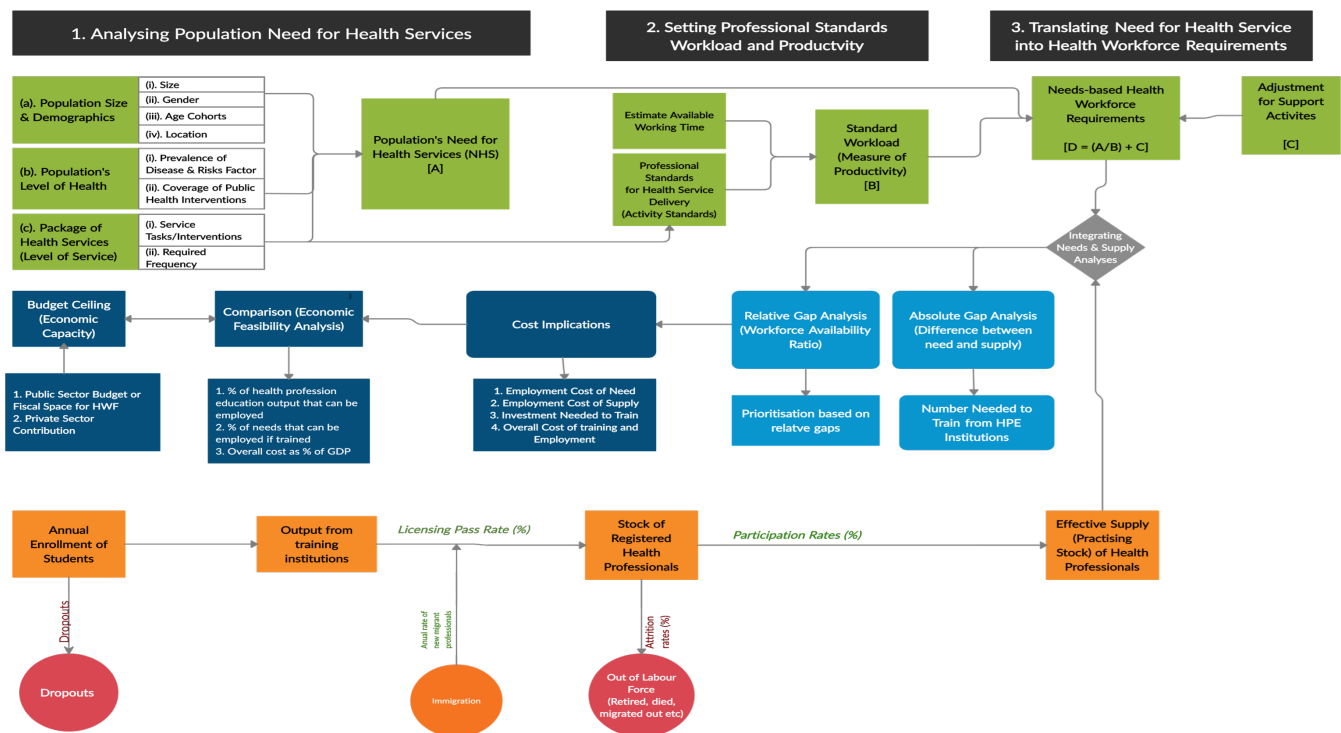 1. Analysing Population Need for Health Services
2. Setting Professional Standards
Workload and Productvity
3. Translating Need for Health Service
into Health Workforce Requirements
(a). Population Size
& Demographics
(i). Size
(ii). Gender
(iii). Age Cohorts
(iv). Location
(b). Population's
Level of Health
(i). Prevalence of
Disease & Risks Factor
(ii). Coverage of Public
Health Interventions
(c). Package of
Health Services
(Level of Service)
(i). Service
Tasks/Interventions
(ii). Required
Frequency
Population's Need for
Health Services (NHS)
[A]
Estimate Available
Working Time
Professional
Standards
for Health Service
Delivery
(Activity Standards)
Standard
Workload
(Measure of
Productivity)
[B]
Needs-based Health
Workforce
Requirements
[D = (A/B) + C]
Adjustment
for Support
Activites
[C]
Integrating
Needs & Supply
Analyses
Budget Ceiling
(Economic
Capacity)
Comparison (Economic
Feasibility Analysis)
Cost Implications
Relative Gap Analysis
(Workforce Availability
Ratio)
Absolute Gap Analysis
(Difference between
need and supply)
1. Public Sector Budget or
Fiscal Space for HWF
2. Private Sector
Contribution
1. % of health profession
education output that can be
employed
2. % of needs that can be
employed if trained
3. Overall cost as % of GDP
1. Employment Cost of Need
2. Employment Cost of Supply
3. Investment Needed to Train
4. Overall Cost of training and
Employment
Prioritisation based on
relatve gaps
Number Needed to
Train from HPE
Institutions
Annual
Enrollment of
Students
Output from
training
institutions
Licensing Pass Rate (%)
Stock of
Registered
Health
Professionals
Participation Rates (%)
Effective Supply
(Practising
Stock) of Health
Professionals
Dropouts
Anual rate of
new migrant
professionals
Attrition
rates (%)
Dropouts
Immigration
Out of Labour
Force
(Retired, died,
migrated out etc)